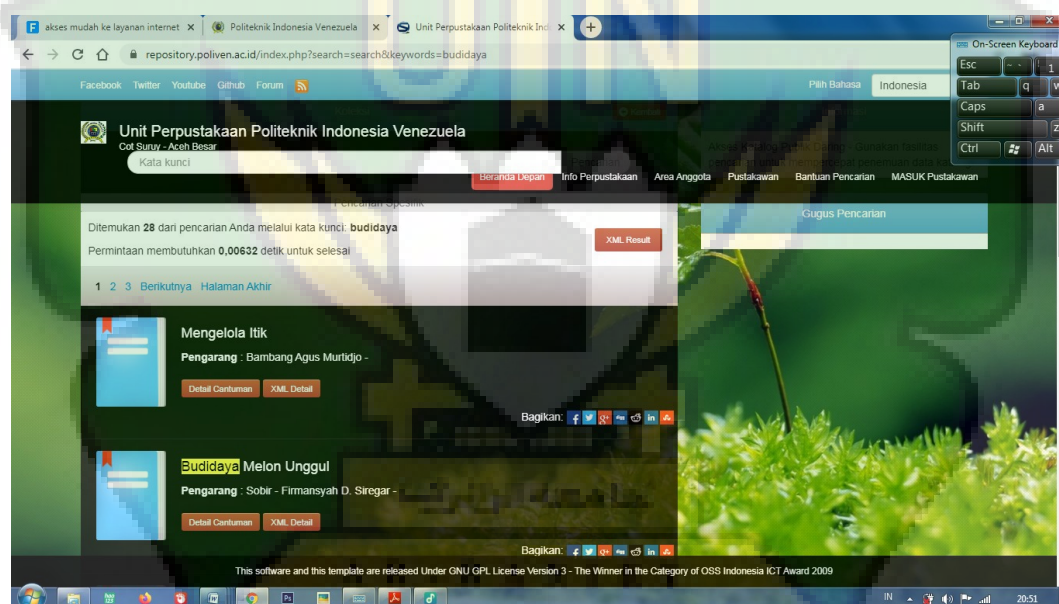 akses mudah ke layanan internet
Politeknik Indonesia Venezuela
Unit Perpustakaan Politeknik Ind
repository.poliven.ac.id/index.php?search=search&keywords=budidaya
On-Screen Keyboard
Esc ~ ` ! 1
Tab q w
Caps a
Shift z
Ctrl Alt
Facebook Twitter Youtube Github Forum
Pilih Bahasa Indonesia
Unit Perpustakaan Politeknik Indonesia Venezuela
Cot Suruy - Aceh Besar
Kata kunci
Akses Katalog Publik Daring - Gunakan fasilitas
Beranda Depan Info Perpustakaan Area Anggota Pustakawan Bantuan Pencarian MASUK Pustakawan
Pencarian Spesifik
Gugus Pencarian
Ditemukan 28 dari pencarian Anda melalui kata kunci: budidaya
Permintaan membutuhkan 0,00632 detik untuk selesai
XML Result
1 2 3 Berikutnya Halaman Akhir
Mengelola Itik
Pengarang : Bambang Agus Murtidjo -
Detail Cantuman XML Detail
Bagikan:
Budidaya Melon Unggul
Pengarang : Sobir - Firmansyah D. Siregar -
Detail Cantuman XML Detail
Bagikan:
This software and this template are released Under GNU GPL License Version 3 - The Winner in the Category of OSS Indonesia ICT Award 2009
IN 20:51